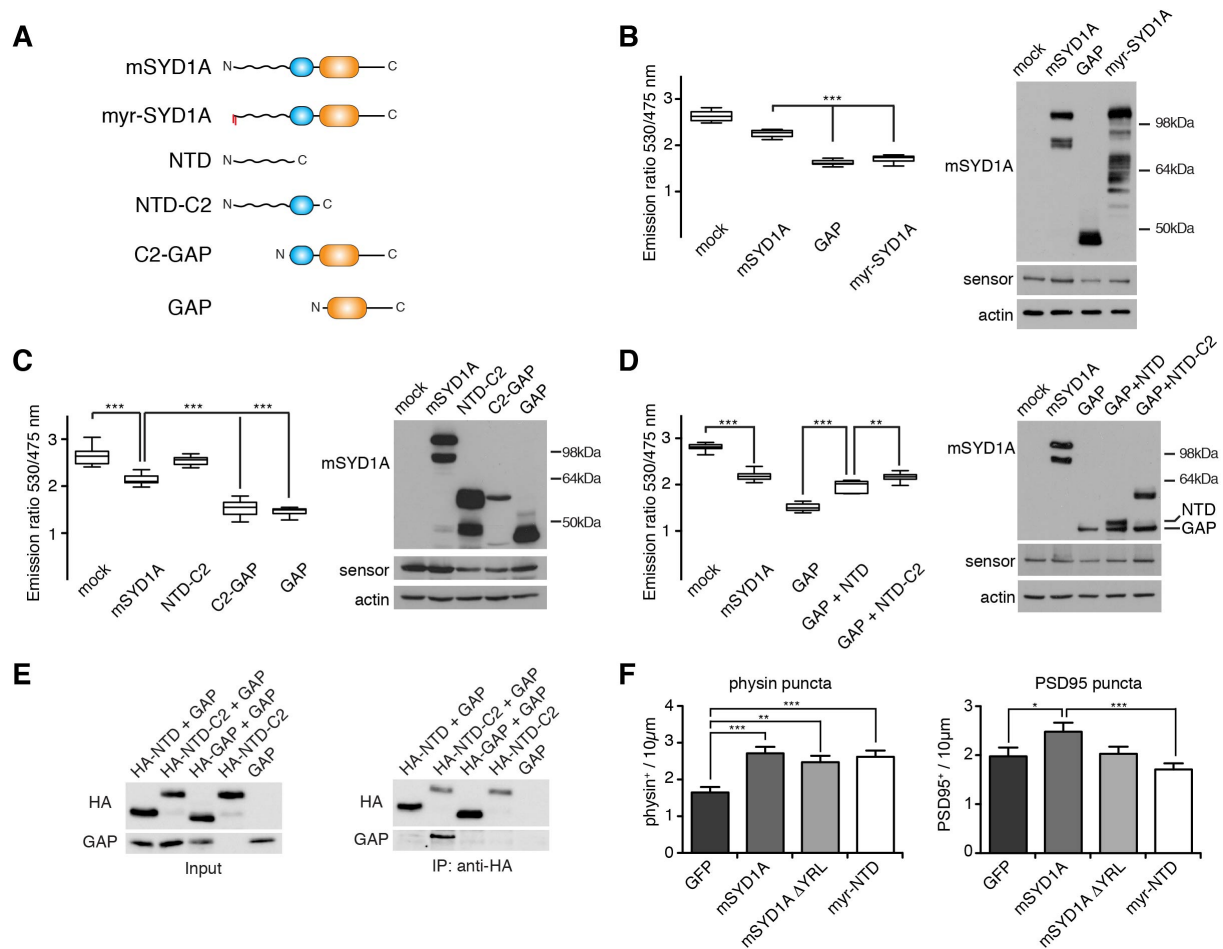 A
mSYD1A N C
myr-SYD1A C
NTD N C
NTD-C2 N C
C2-GAP N C
GAP N C
B
Emission ratio 530/475 nm
3
2
1
***
mock
mSYD1A
GAP
myr-SYD1A
mock
mSYD1A
GAP
myr-SYD1A
mSYD1A
98kDa
64kDa
50kDa
sensor
actin
C
Emission ratio 530/475 nm
3
2
1
*** *** ***
mock
mSYD1A
NTD-C2
C2-GAP
GAP
mock
mSYD1A
NTD-C2
C2-GAP
GAP
mSYD1A
98kDa
64kDa
50kDa
sensor
actin
D
Emission ratio 530/475 nm
3
2
1
*** *** **
mock
mSYD1A
GAP
GAP + NTD
GAP + NTD-C2
mock
mSYD1A
GAP
GAP+NTD
GAP+NTD-C2
mSYD1A
98kDa
64kDa
NTD
GAP
sensor
actin
E
HA-NTD + GAP
HA-NTD-C2 + GAP
HA-GAP + GAP
HA-NTD-C2
GAP
HA
GAP
Input
HA-NTD + GAP
HA-NTD-C2 + GAP
HA-GAP + GAP
HA-NTD-C2
GAP
HA
GAP
IP: anti-HA
F
physin puncta
physin⁺ / 10µm
4
3
2
1
0
***
**
***
GFP
mSYD1A
mSYD1A ΔYRL
myr-NTD
PSD95 puncta
PSD95⁺ / 10µm
3
2
1
0
* ***
GFP
mSYD1A
mSYD1A ΔYRL
myr-NTD